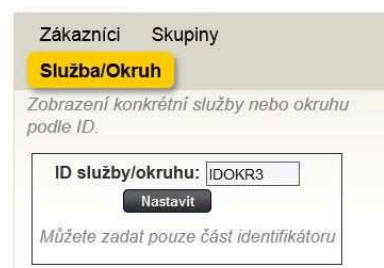 Zákazníci Skupiny
Služba/Okruh
Zobrazení konkrétní služby nebo okruhu
podle ID.
ID služby/okruhu: IDOKR3
Nastavit
Můžete zadat pouze část identifikátoru